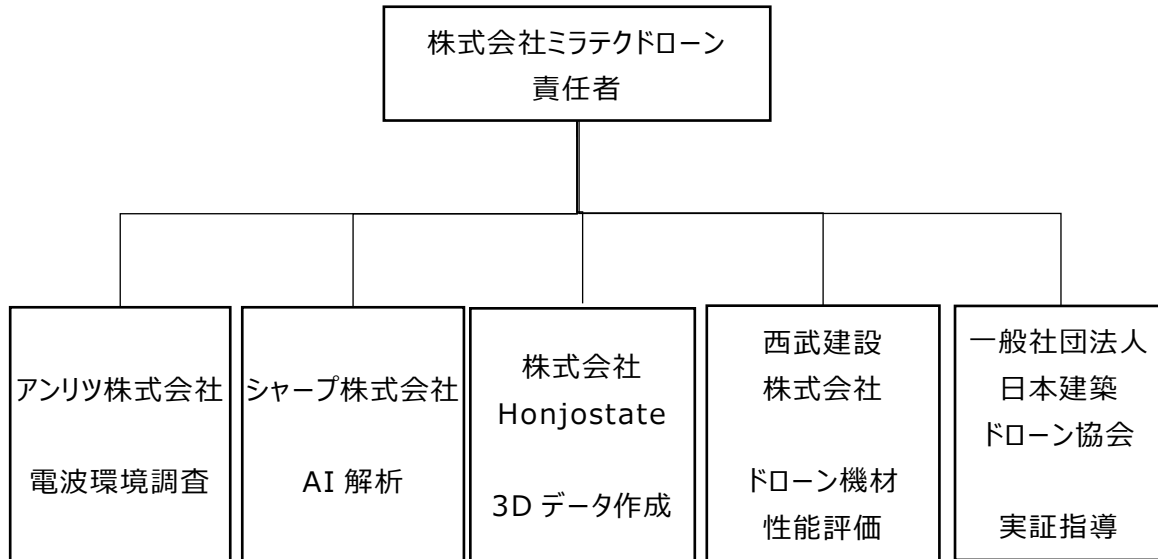 株式会社ミラテクドローン
責任者
アンリツ株式会社
電波環境調査
シャープ株式会社
AI 解析
株式会社
Honjostate
3D データ作成
西武建設
株式会社
ドローン機材
性能評価
一般社団法人
日本建築
ドローン協会
実証指導